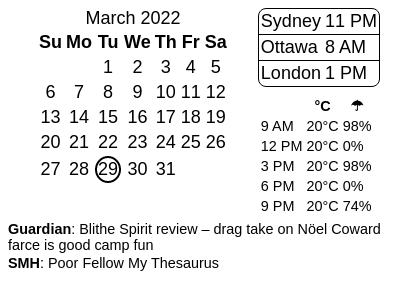 March 2022
Su Mo Tu We Th Fr Sa
1 2 3 4 5
6 7 8 9 10 11 12
13 14 15 16 17 18 19
20 21 22 23 24 25 26
27 28 29 30 31
Sydney 11 PM
Ottawa 8 AM
London 1 PM
°C ☂
9 AM 20°C 98%
12 PM 20°C 0%
3 PM 20°C 98%
6 PM 20°C 0%
9 PM 20°C 74%
Guardian: Blithe Spirit review – drag take on Nöel Coward
farce is good camp fun
SMH: Poor Fellow My Thesaurus